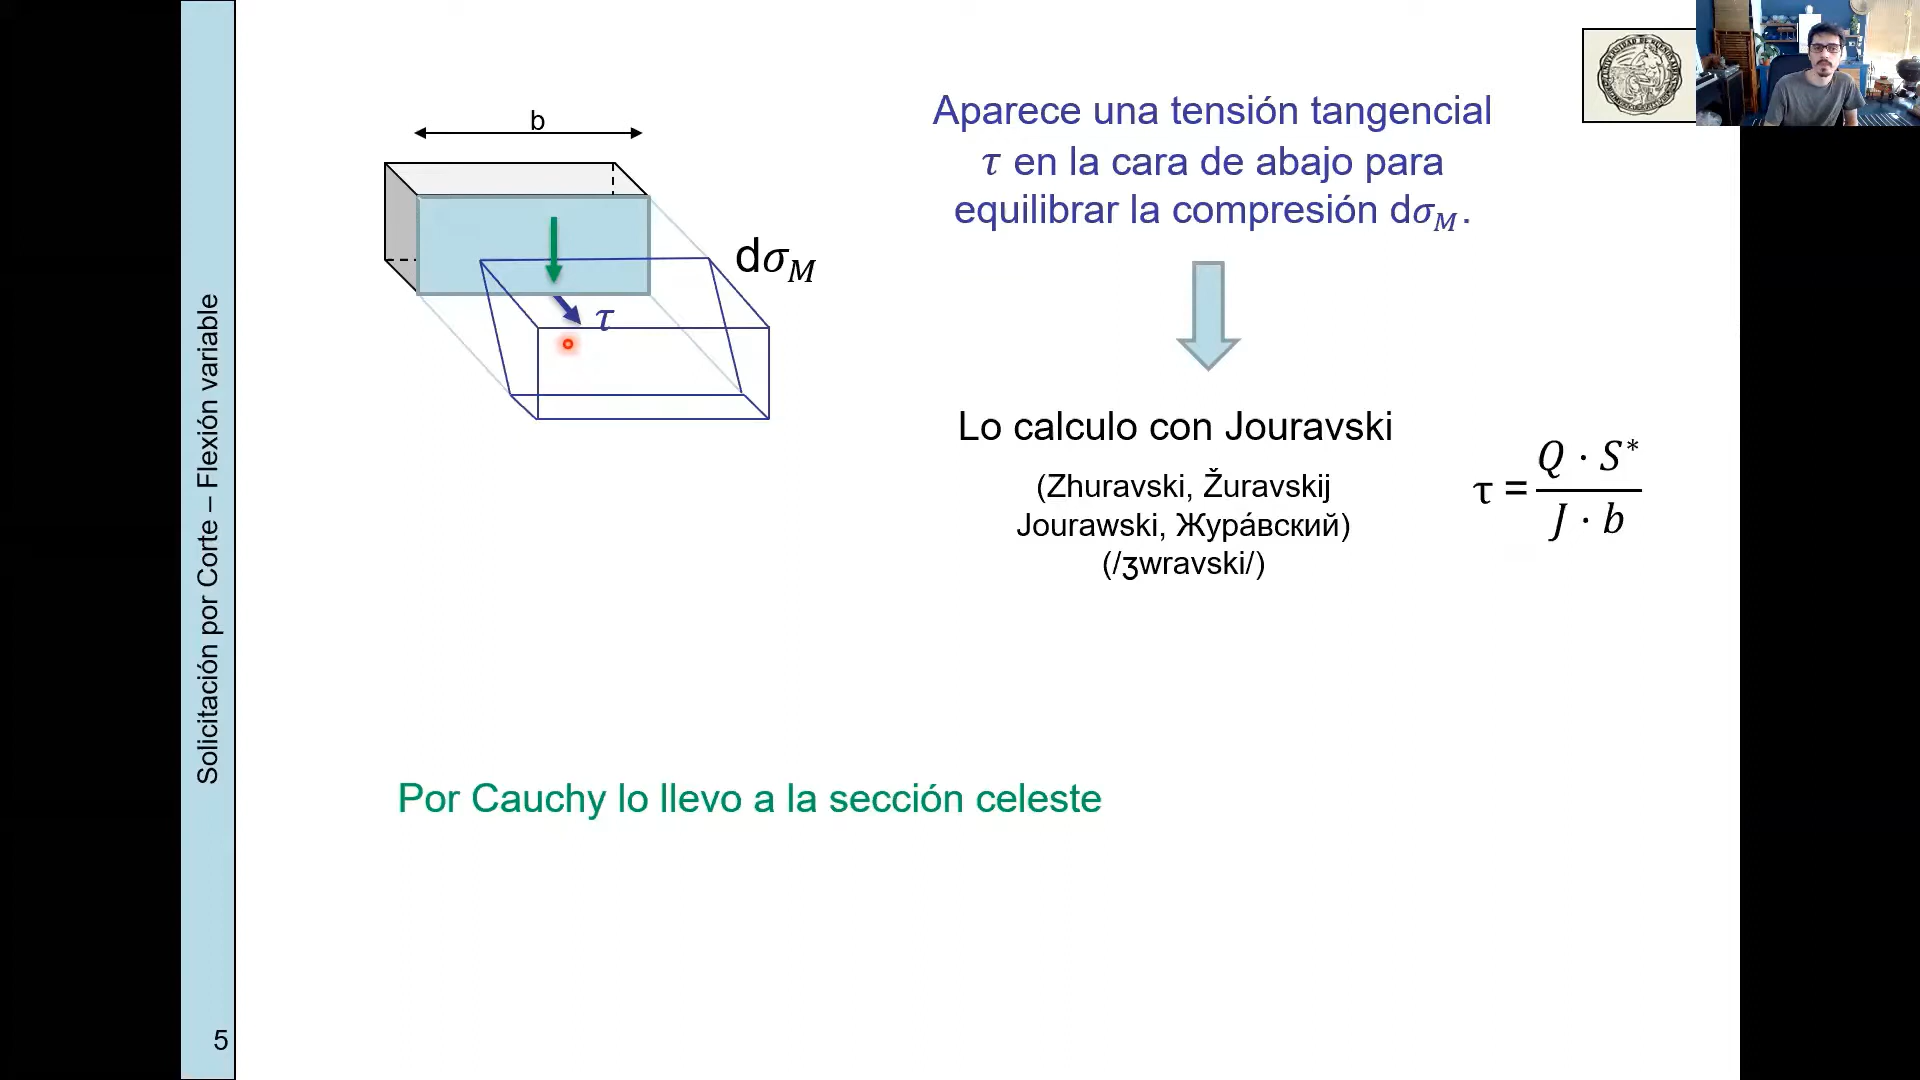 Solicitación por Corte – Flexión variable
5
b
dσ_M
τ
Aparece una tensión tangencial
τ en la cara de abajo para
equilibrar la compresión dσ_M.
Lo calculo con Jouravski
(Zhuravski, Žuravskij
Jourawski, Жура́вский)
(/ʒwravski/)
τ = Q · S* / J · b
Por Cauchy lo llevo a la sección celeste